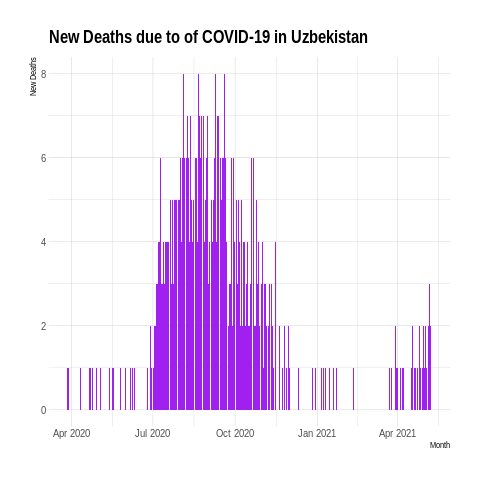 New Deaths due to of COVID-19 in Uzbekistan
New Deaths
8
6
4
2
0
Apr 2020 Jul 2020 Oct 2020 Jan 2021 Apr 2021
Month